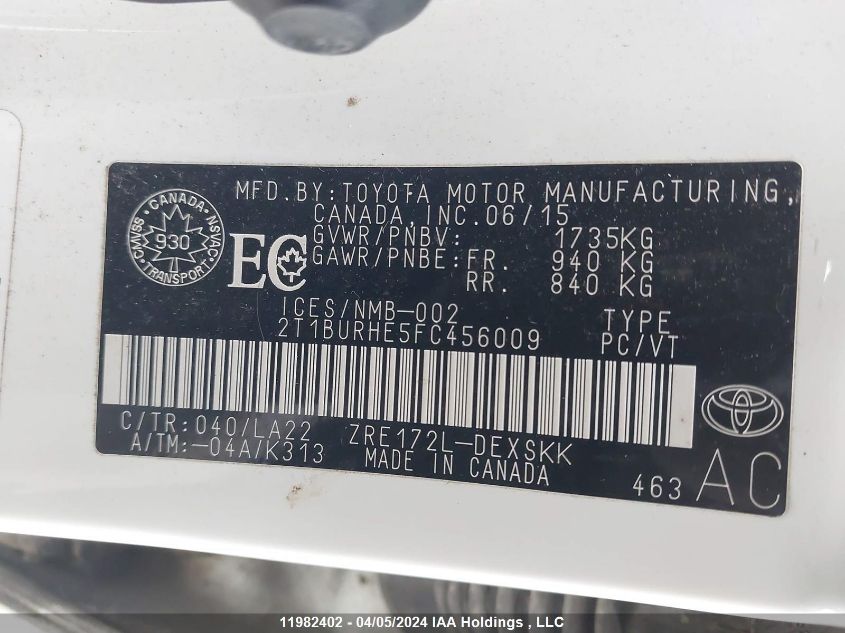 MFD.BY:TOYOTA MOTOR MANUFACTURING,
CANADA,INC.06/15
GVWR/PNBV: 1735KG
GAWR/PNBE:FR. 940 KG
RR. 840 KG
CANADA
CMVSS 930 NSVAC
TRANSPORT
EC
ICES/NMB-002
2T1BURHE5FC456009
TYPE
PC/VT
C/TR:040/LA22 ZRE172L-DEXSKK
A/TM:-04A/K313 MADE IN CANADA
463 AC
11982402 - 04/05/2024 IAA Holdings , LLC